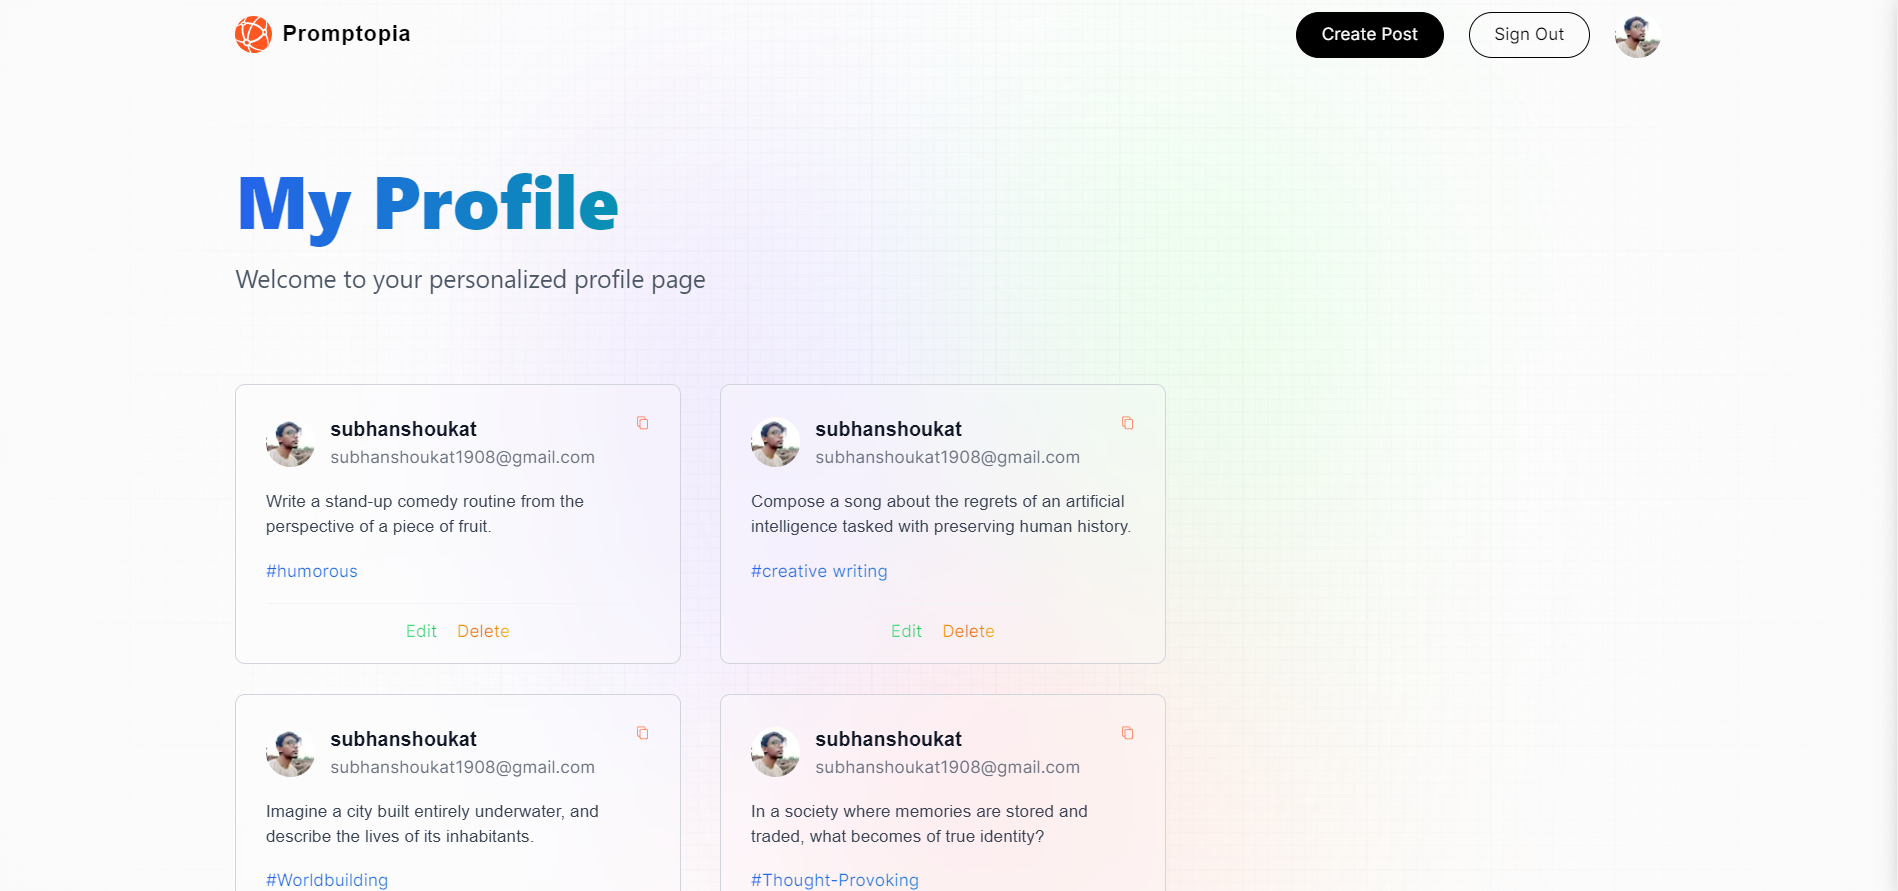 Promptopia
Create Post
Sign Out
My Profile
Welcome to your personalized profile page
subhanshoukat
subhanshoukat1908@gmail.com
Write a stand-up comedy routine from the
perspective of a piece of fruit.
#humorous
Edit
Delete
subhanshoukat
subhanshoukat1908@gmail.com
Compose a song about the regrets of an artificial
intelligence tasked with preserving human history.
#creative writing
Edit
Delete
subhanshoukat
subhanshoukat1908@gmail.com
Imagine a city built entirely underwater, and
describe the lives of its inhabitants.
#Worldbuilding
subhanshoukat
subhanshoukat1908@gmail.com
In a society where memories are stored and
traded, what becomes of true identity?
#Thought-Provoking